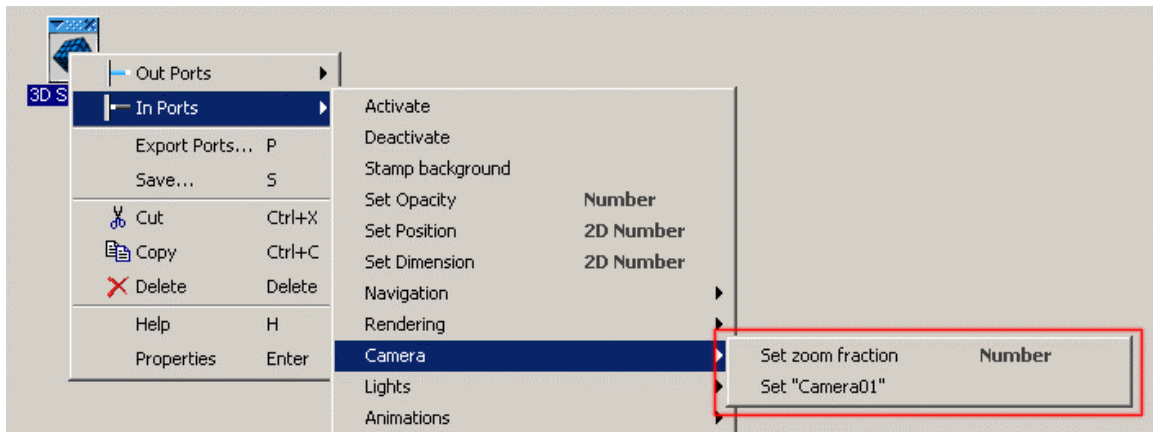 3D S
Out Ports
In Ports
Export Ports... P
Save... S
Cut Ctrl+X
Copy Ctrl+C
Delete Delete
Help H
Properties Enter
Activate
Deactivate
Stamp background
Set Opacity Number
Set Position 2D Number
Set Dimension 2D Number
Navigation
Rendering
Camera
Lights
Animations
Set zoom fraction Number
Set "Camera01"